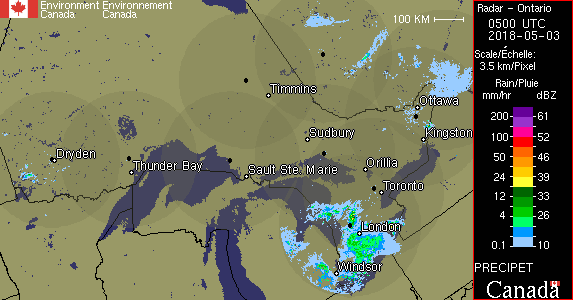 Environment Environnement
Canada Canada
100 KM
Timmins
Ottawa
Sudbury
Kingston
Dryden
Thunder Bay
Sault Ste. Marie
Orillia
Toronto
London
Windsor
Radar - Ontario
0500 UTC
2018-05-03
Scale/Échelle:
3.5 km/Pixel
Rain/Pluie
mm/hr dBZ
200 61
100 52
50 46
24 39
12 33
4 26
0.1 10
PRECIPET
Canada